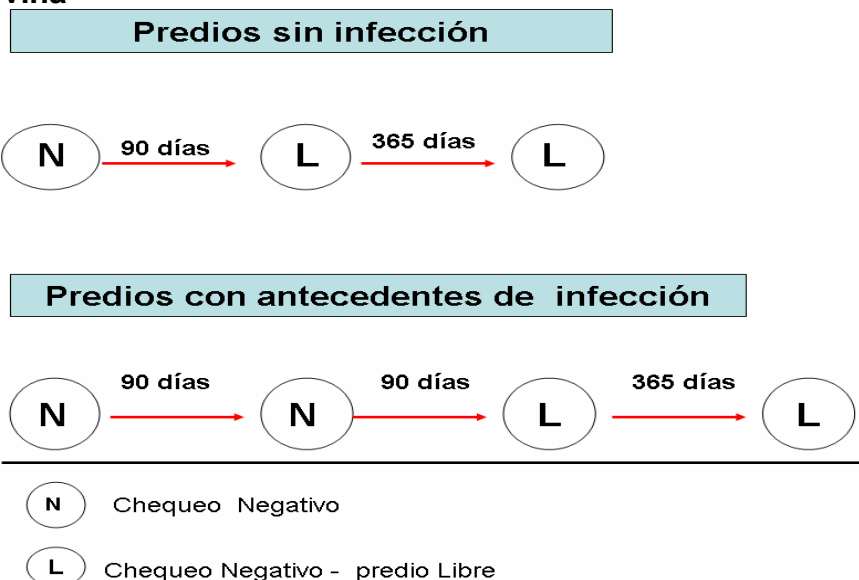 Predios sin infección
90 días 365 días
N L L
Predios con antecedentes de infección
90 días 90 días 365 días
N N L L
N Chequeo Negativo
L Chequeo Negativo - predio Libre